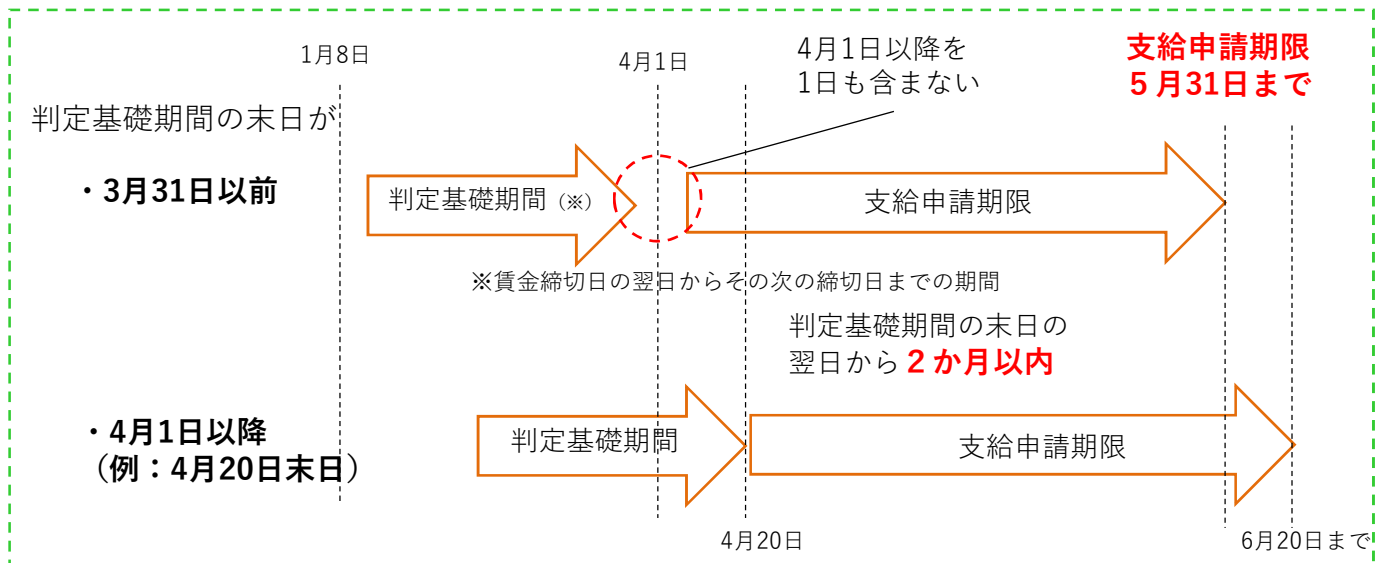 1月8日
4月1日
4月1日以降を
1日も含まない
支給申請期限
5月31日まで
判定基礎期間の末日が
・3月31日以前
判定基礎期間（※）
支給申請期限
※賃金締切日の翌日からその次の締切日までの期間
判定基礎期間の末日の
翌日から２か月以内
・4月1日以降
（例：4月20日末日）
判定基礎期間
支給申請期限
4月20日
6月20日まで